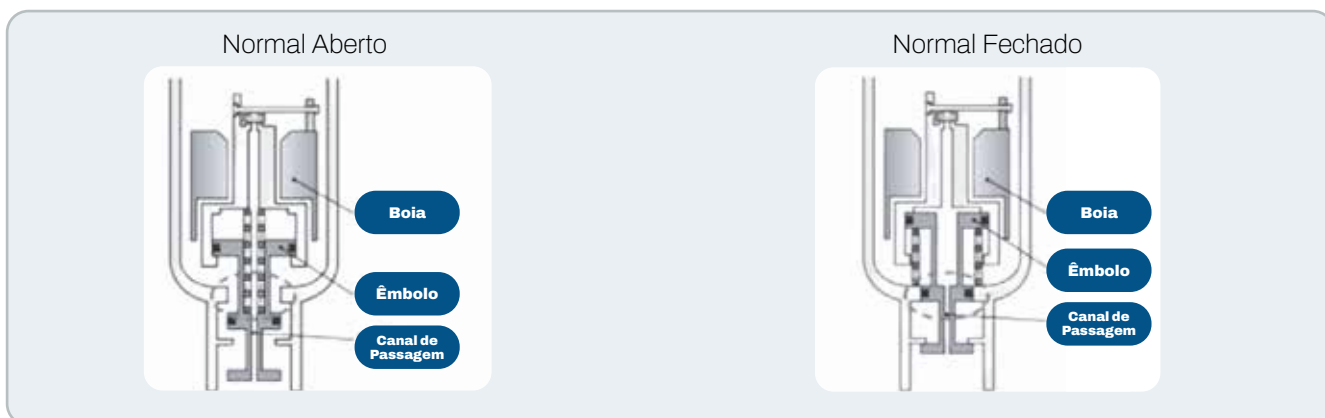 Normal Aberto
Boia
Êmbolo
Canal de
Passagem
Normal Fechado
Boia
Êmbolo
Canal de
Passagem